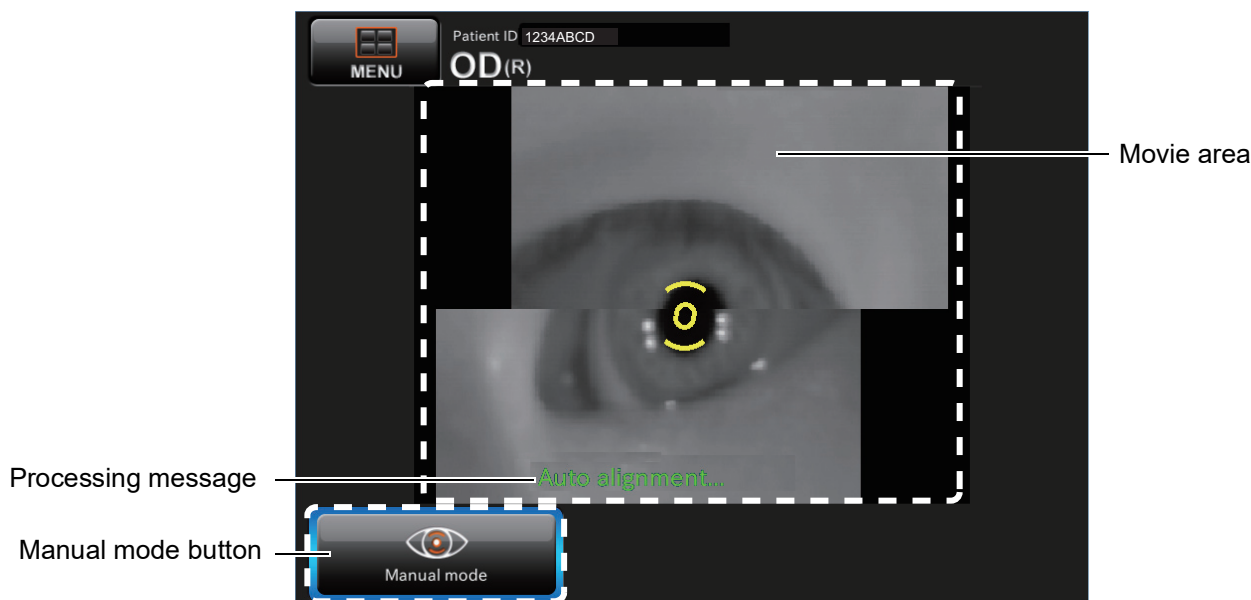 Patient ID 1234ABCD
MENU
OD(R)
Movie area
Auto alignment...
Processing message
Manual mode button
Manual mode